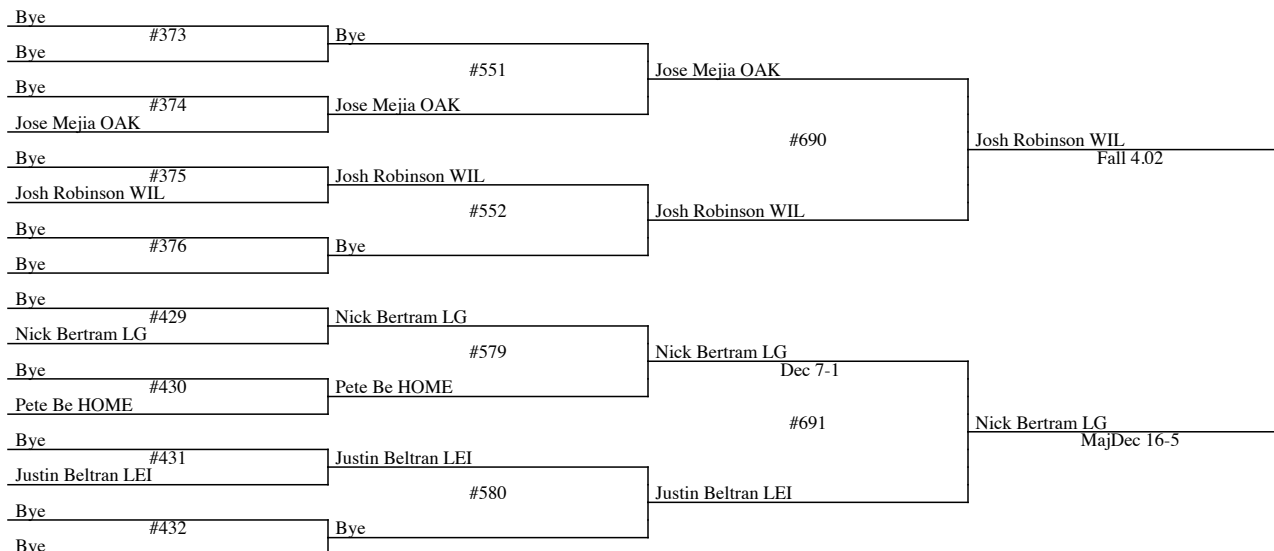 Bye
#373
Bye
Bye
#551
Bye
#374
Jose Mejia OAK
Jose Mejia OAK
Jose Mejia OAK
#690
Bye
#375
Josh Robinson WIL
Josh Robinson WIL
#552
Josh Robinson WIL
Bye
#376
Bye
Bye
Josh Robinson WIL
Fall 4.02
Bye
#429
Nick Bertram LG
Nick Bertram LG
#579
Bye
#430
Pete Be HOME
Pete Be HOME
Nick Bertram LG
Dec 7-1
#691
Bye
#431
Justin Beltran LEI
Justin Beltran LEI
#580
Justin Beltran LEI
Bye
#432
Bye
Bye
Nick Bertram LG
MajDec 16-5